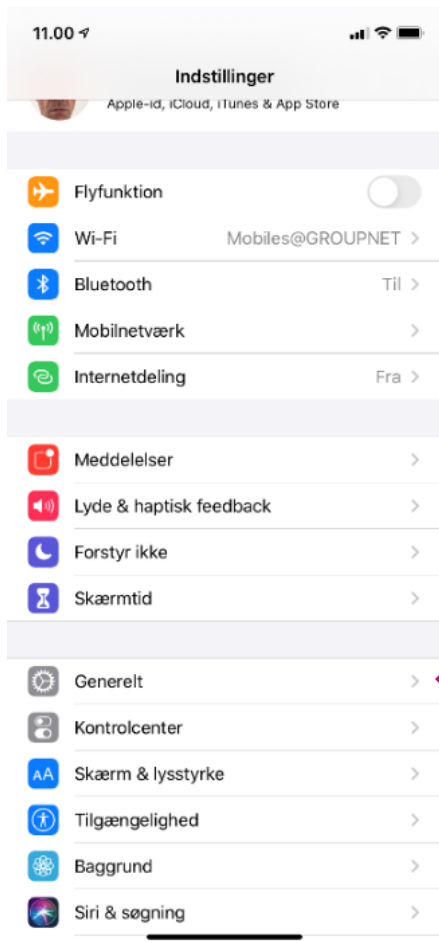 11.00
Indstillinger
Apple-id, iCloud, iTunes & App Store
Flyfunktion
Wi-Fi Mobiles@GROUPNET
Bluetooth Til
Mobilnetværk
Internetdeling Fra
Meddelelser
Lyde & haptisk feedback
Forstyr ikke
Skærmtid
Generelt
Kontrolcenter
AA Skærm & lysstyrke
Tilgængelighed
Baggrund
Siri & søgning